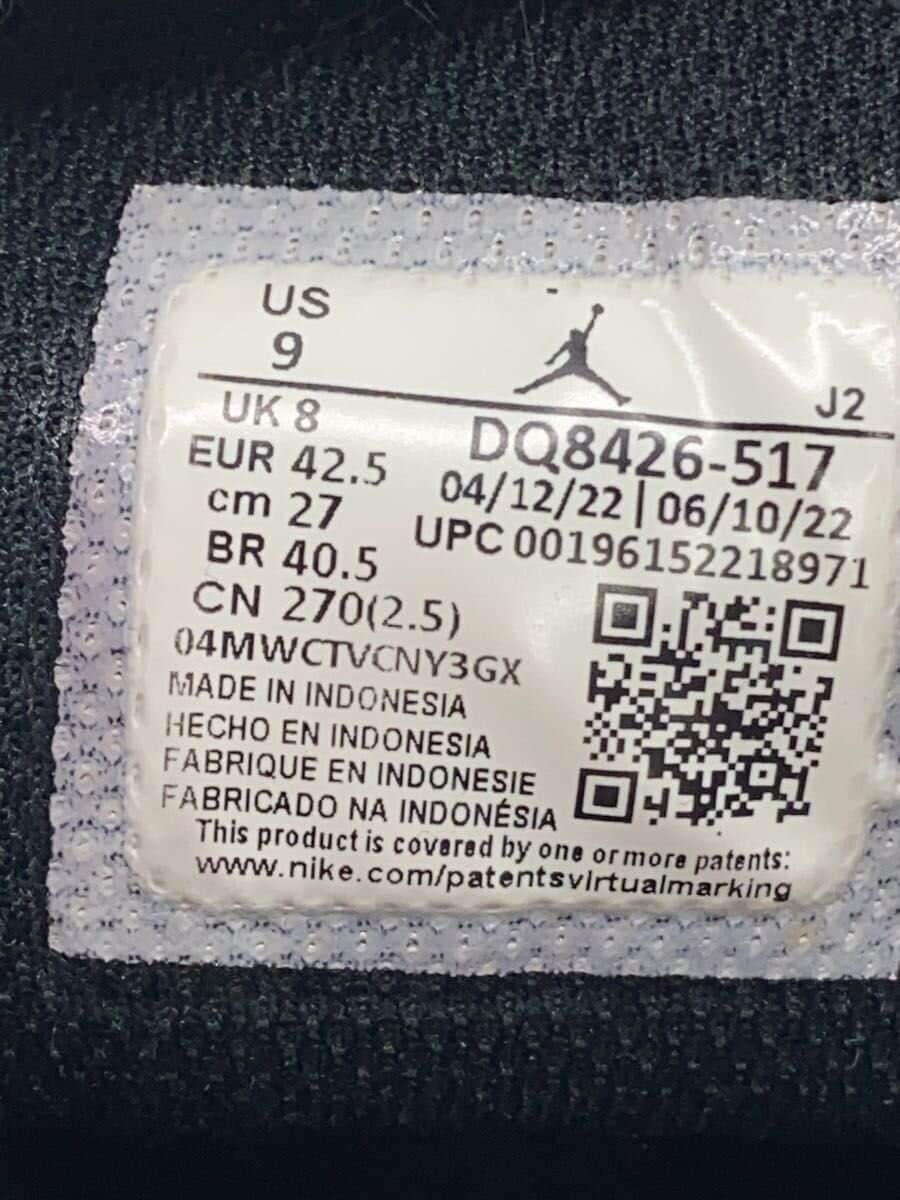 US
9
J2
UK 8
EUR 42.5
cm 27
BR 40.5
CN 270(2.5)
DQ8426-517
04/12/22 | 06/10/22
UPC 00196152218971
04MWCTVCNY3GX
MADE IN INDONESIA
HECHO EN INDONESIA
FABRIQUE EN INDONESIE
FABRICADO NA INDONÉSIA
This product is covered by one or more patents:
www.nike.com/patentsvirtualmarking